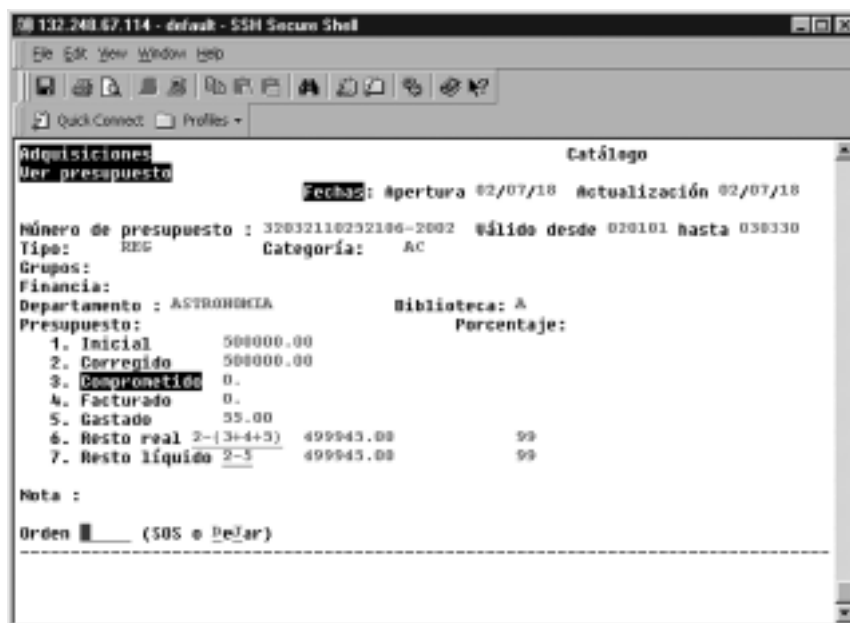 132.248.67.114 - default - SSH Secure Shell
File Edit View Window Help
Quick Connect Profiles
Adquisiciones Catálogo
Ver presupuesto
Fechas: Apertura 02/07/18 Actualización 02/07/18
Número de presupuesto : 32032110232106-2002 Válido desde 020101 hasta 030330
Tipo: REG Categoría: AC
Grupos:
Financia:
Departamento : ASTRONOMIA Biblioteca: A
Presupuesto: Porcentaje:
1. Inicial 500000.00
2. Corregido 500000.00
3. Comprometido 0.
4. Facturado 0.
5. Gastado 55.00
6. Resto real 2-(3+4+5) 499945.00 99
7. Resto líquido 2-5 499945.00 99
Nota :
Orden (SOS o DeJar)